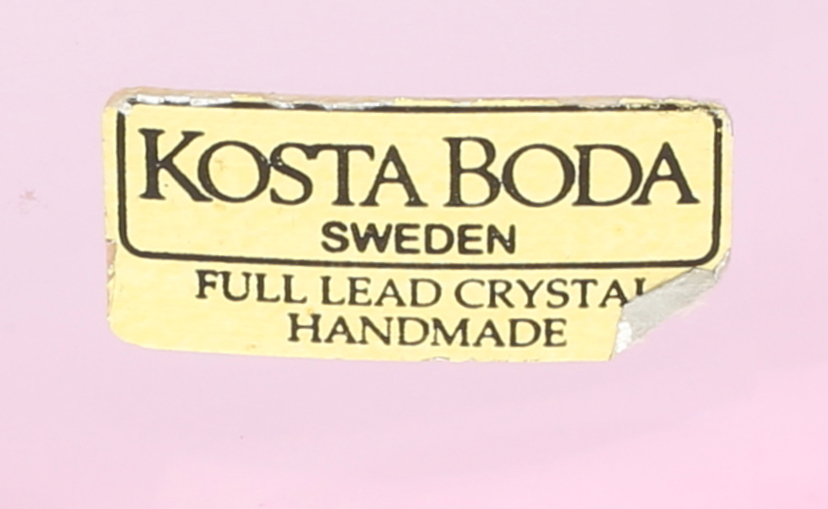 KOSTA BODA
SWEDEN
FULL LEAD CRYSTAL
HANDMADE